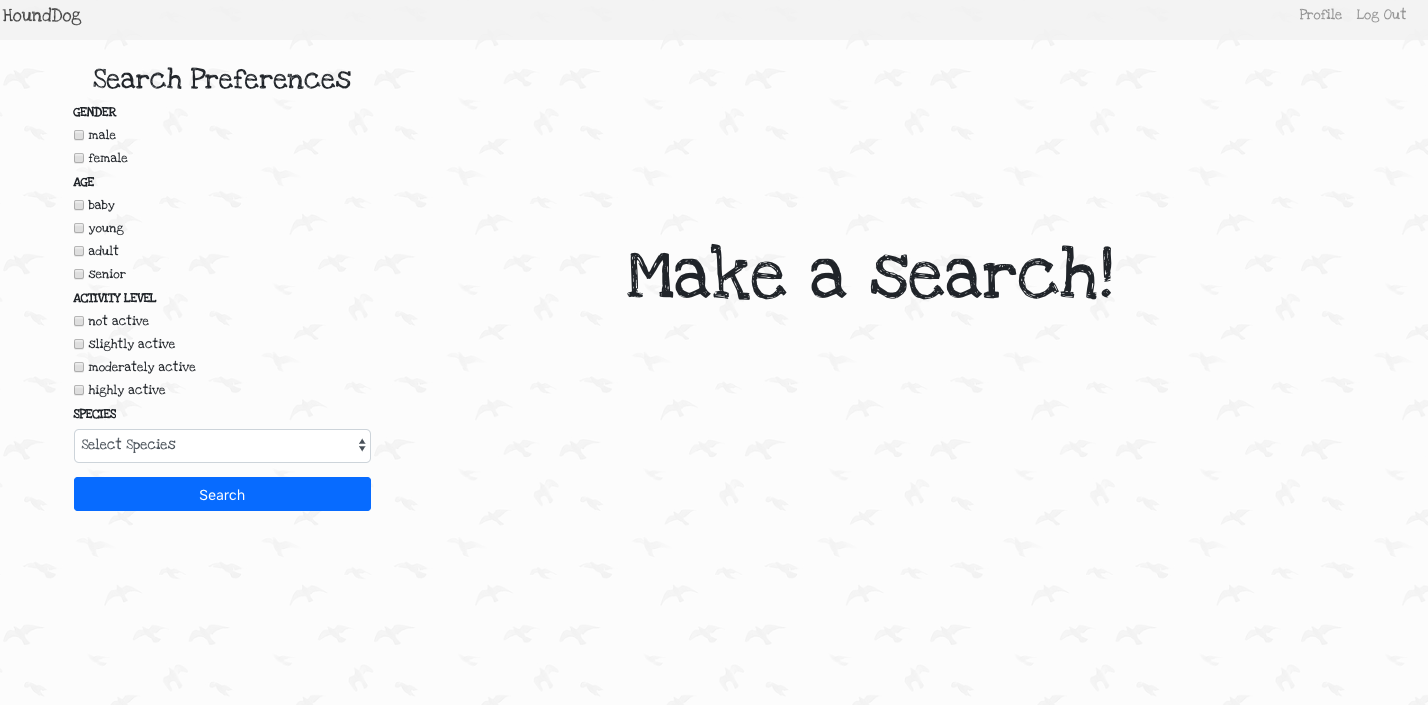 HoundDog
Profile Log Out
Search Preferences
GENDER
male
female
AGE
baby
young
adult
senior
ACTIVITY LEVEL
not active
slightly active
moderately active
highly active
SPECIES
Select Species
Search
Make a search!